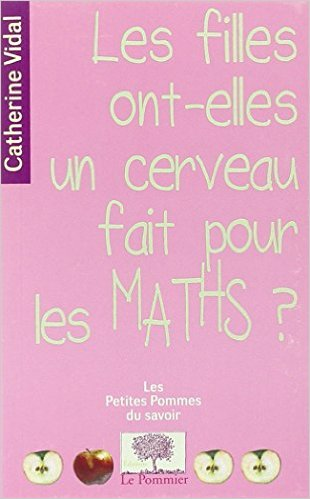 Catherine Vidal
Les filles
ont-elles
un cerveau
fait pour
les MATHS ?
Les
Petites Pommes
du savoir
Le Pommier